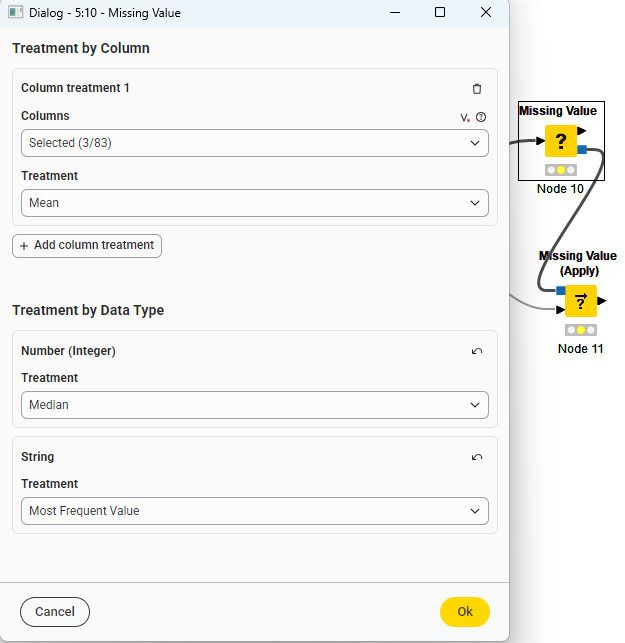 Dialog - 5:10 - Missing Value
Treatment by Column
Column treatment 1
Columns
V.
?
Selected (3/83)
Treatment
Mean
+ Add column treatment
Treatment by Data Type
Number (Integer)
Treatment
Median
String
Treatment
Most Frequent Value
Cancel
Ok
Missing Value
?
Node 10
Missing Value
(Apply)
?
Node 11